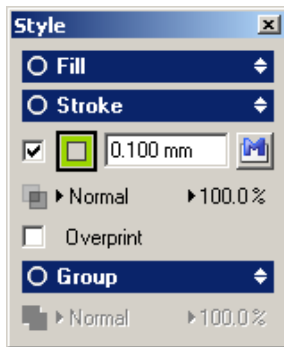 Style
Fill
Stroke
0.100 mm
Normal 100.0%
Overprint
Group
Normal 100.0%